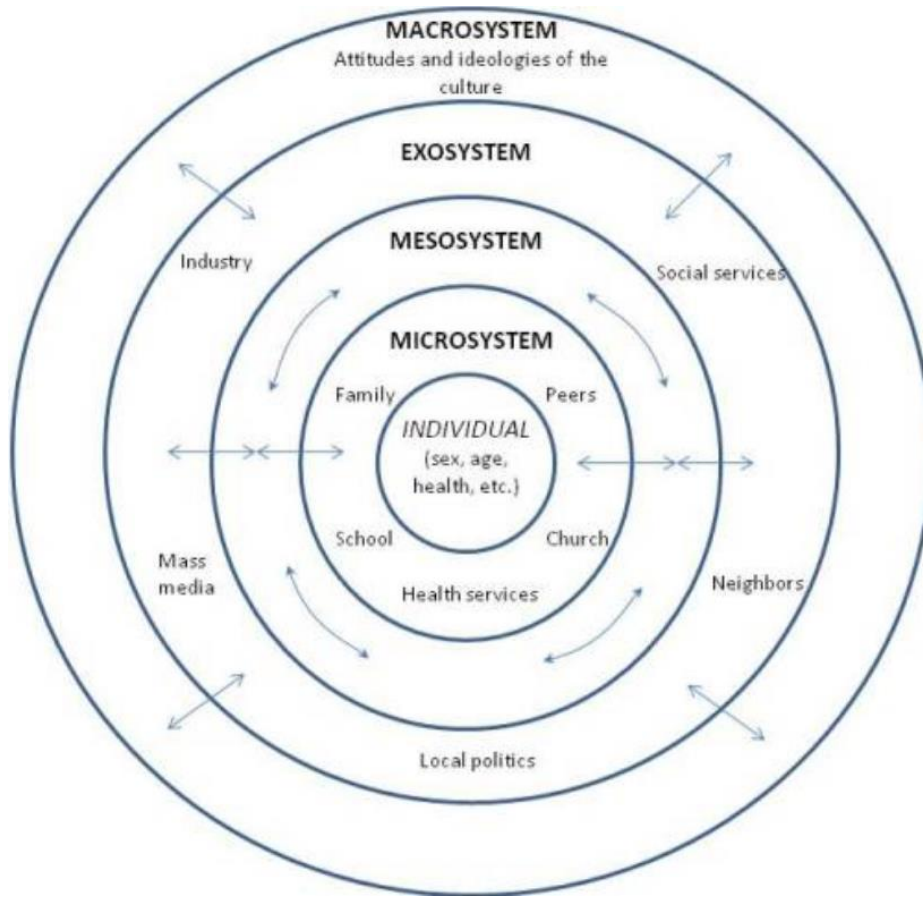 MACROSYSTEM
Attitudes and ideologies of the
culture
EXOSYSTEM
MESOSYSTEM
Industry
Social services
MICROSYSTEM
Family
Peers
INDIVIDUAL
(sex, age,
health, etc.)
School
Church
Mass
media
Health services
Neighbors
Local politics